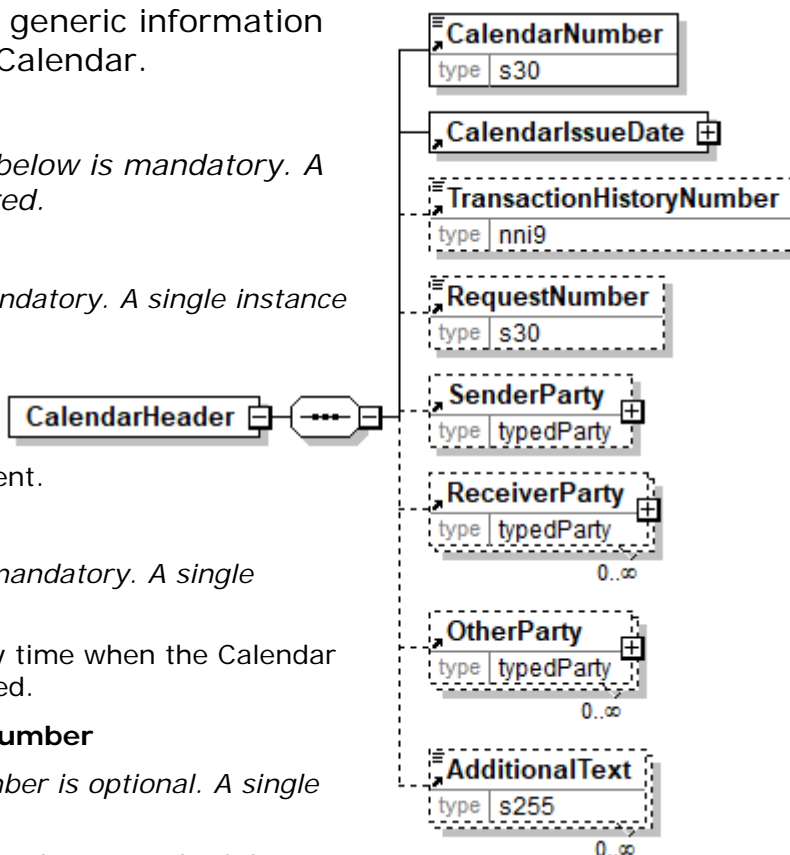 generic information
Calendar.
below is mandatory. A
ndatory. A single instance
ent.
mandatory. A single
time when the Calendar
ed.
umber
is optional. A single
CalendarHeader
CalendarNumber
type s30
CalendarIssueDate
TransactionHistoryNumber
type nni9
RequestNumber
type s30
SenderParty
type typedParty
ReceiverParty
type typedParty
0..∞
OtherParty
type typedParty
0..∞
AdditionalText
type s255
0..∞